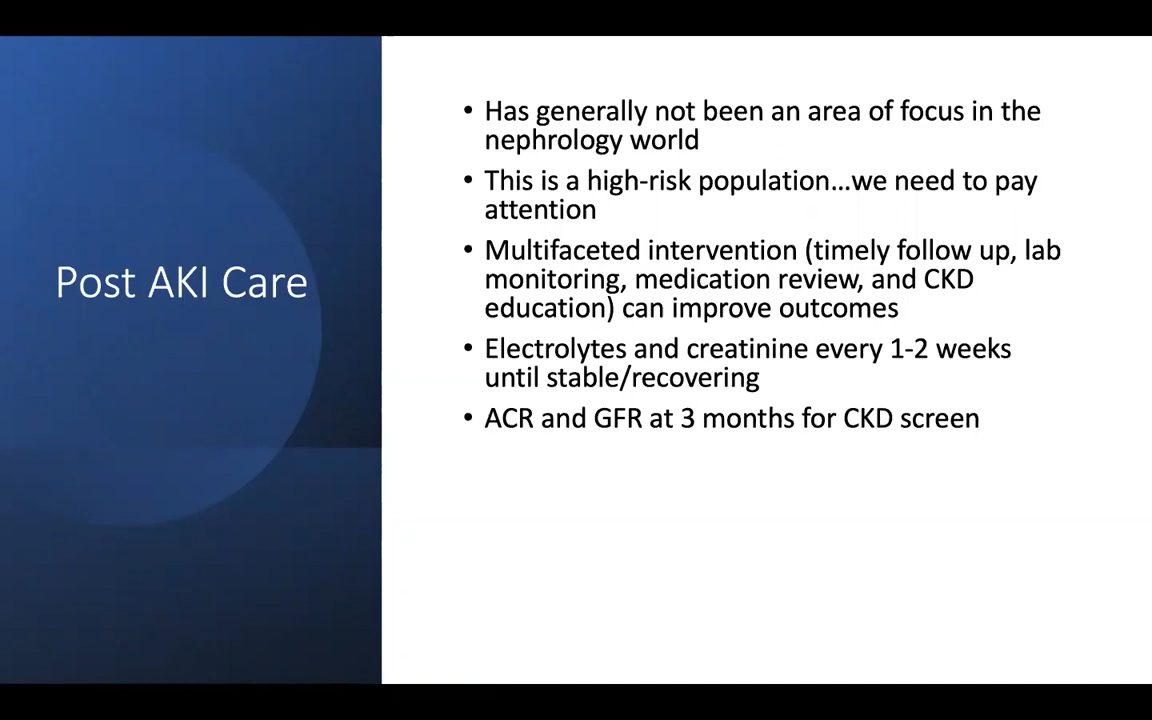 Post AKI Care
• Has generally not been an area of focus in the
nephrology world
• This is a high-risk population...we need to pay
attention
• Multifaceted intervention (timely follow up, lab
monitoring, medication review, and CKD
education) can improve outcomes
• Electrolytes and creatinine every 1-2 weeks
until stable/recovering
• ACR and GFR at 3 months for CKD screen